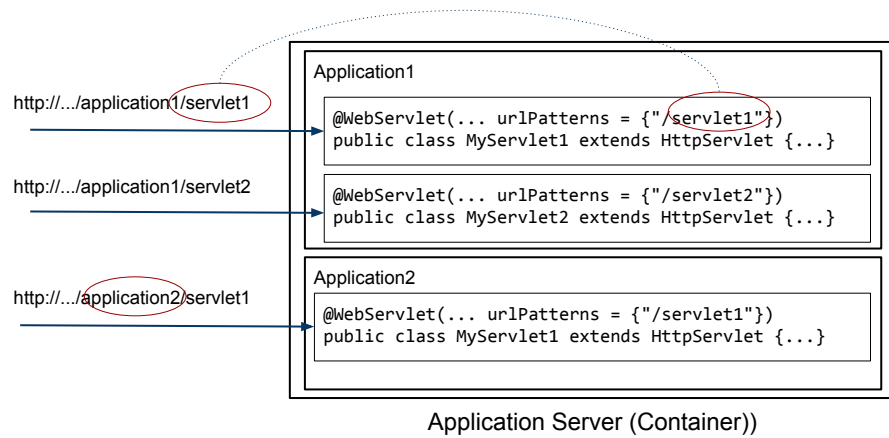 Application1
http://.../application1/servlet1
@WebServlet(... urlPatterns = {"/servlet1"})
public class MyServlet1 extends HttpServlet {...}
http://.../application1/servlet2
@WebServlet(... urlPatterns = {"/servlet2"})
public class MyServlet2 extends HttpServlet {...}
Application2
http://.../application2/servlet1
@WebServlet(... urlPatterns = {"/servlet1"})
public class MyServlet1 extends HttpServlet {...}
Application Server (Container))